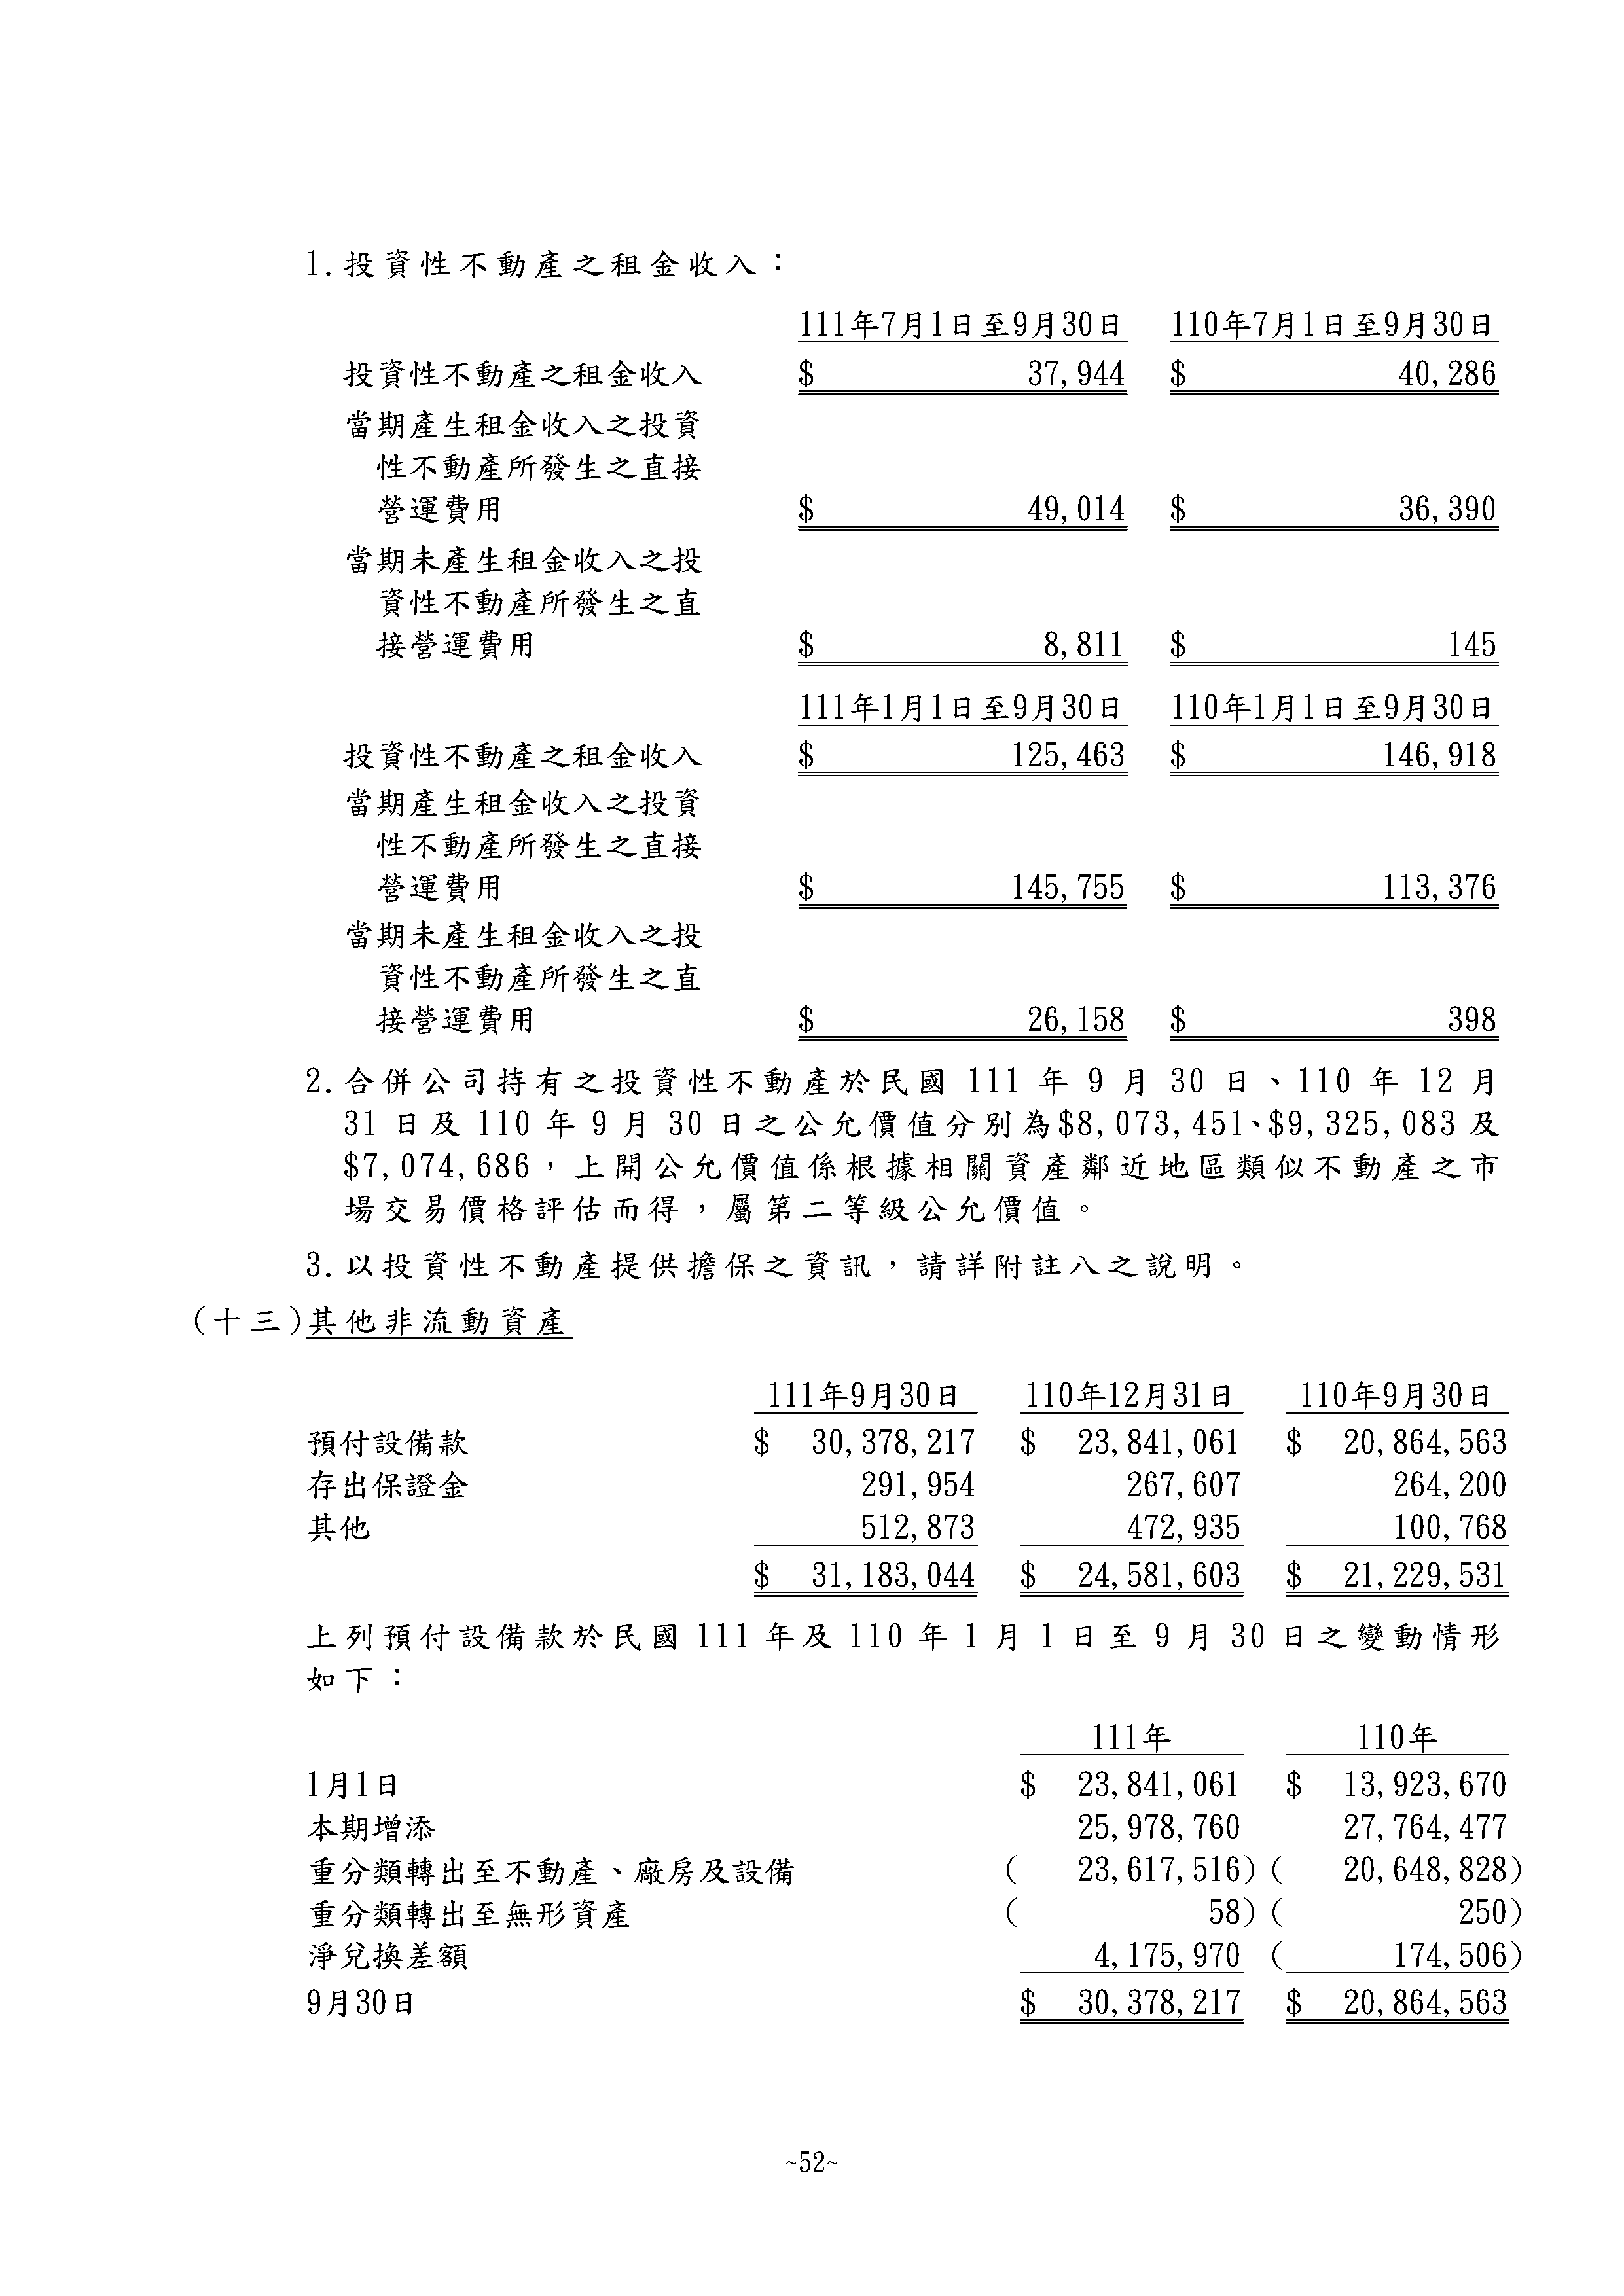 1.投資性不動產之租金收入：
111年7月1日至9月30日 110年7月1日至9月30日
投資性不動產之租金收入 $ 37,944 $ 40,286
當期產生租金收入之投資
性不動產所發生之直接
營運費用 $ 49,014 $ 36,390
當期未產生租金收入之投
資性不動產所發生之直
接營運費用 $ 8,811 $ 145
111年1月1日至9月30日 110年1月1日至9月30日
投資性不動產之租金收入 $ 125,463 $ 146,918
當期產生租金收入之投資
性不動產所發生之直接
營運費用 $ 145,755 $ 113,376
當期未產生租金收入之投
資性不動產所發生之直
接營運費用 $ 26,158 $ 398
2.合併公司持有之投資性不動產於民國 111 年 9 月 30 日、110 年 12 月
31 日及 110 年 9 月 30 日之公允價值分別為$8,073,451、$9,325,083 及
$7,074,686，上開公允價值係根據相關資產鄰近地區類似不動產之市
場交易價格評估而得，屬第二等級公允價值。
3.以投資性不動產提供擔保之資訊，請詳附註八之說明。
(十三)其他非流動資產
111年9月30日 110年12月31日 110年9月30日
預付設備款 $ 30,378,217 $ 23,841,061 $ 20,864,563
存出保證金 291,954 267,607 264,200
其他 512,873 472,935 100,768
$ 31,183,044 $ 24,581,603 $ 21,229,531
上列預付設備款於民國 111 年及 110 年 1 月 1 日至 9 月 30 日之變動情形
如下：
111年 110年
1月1日 $ 23,841,061 $ 13,923,670
本期增添 25,978,760 27,764,477
重分類轉出至不動產、廠房及設備 ( 23,617,516) ( 20,648,828)
重分類轉出至無形資產 ( 58) ( 250)
淨兌換差額 4,175,970 ( 174,506)
9月30日 $ 30,378,217 $ 20,864,563
~52~